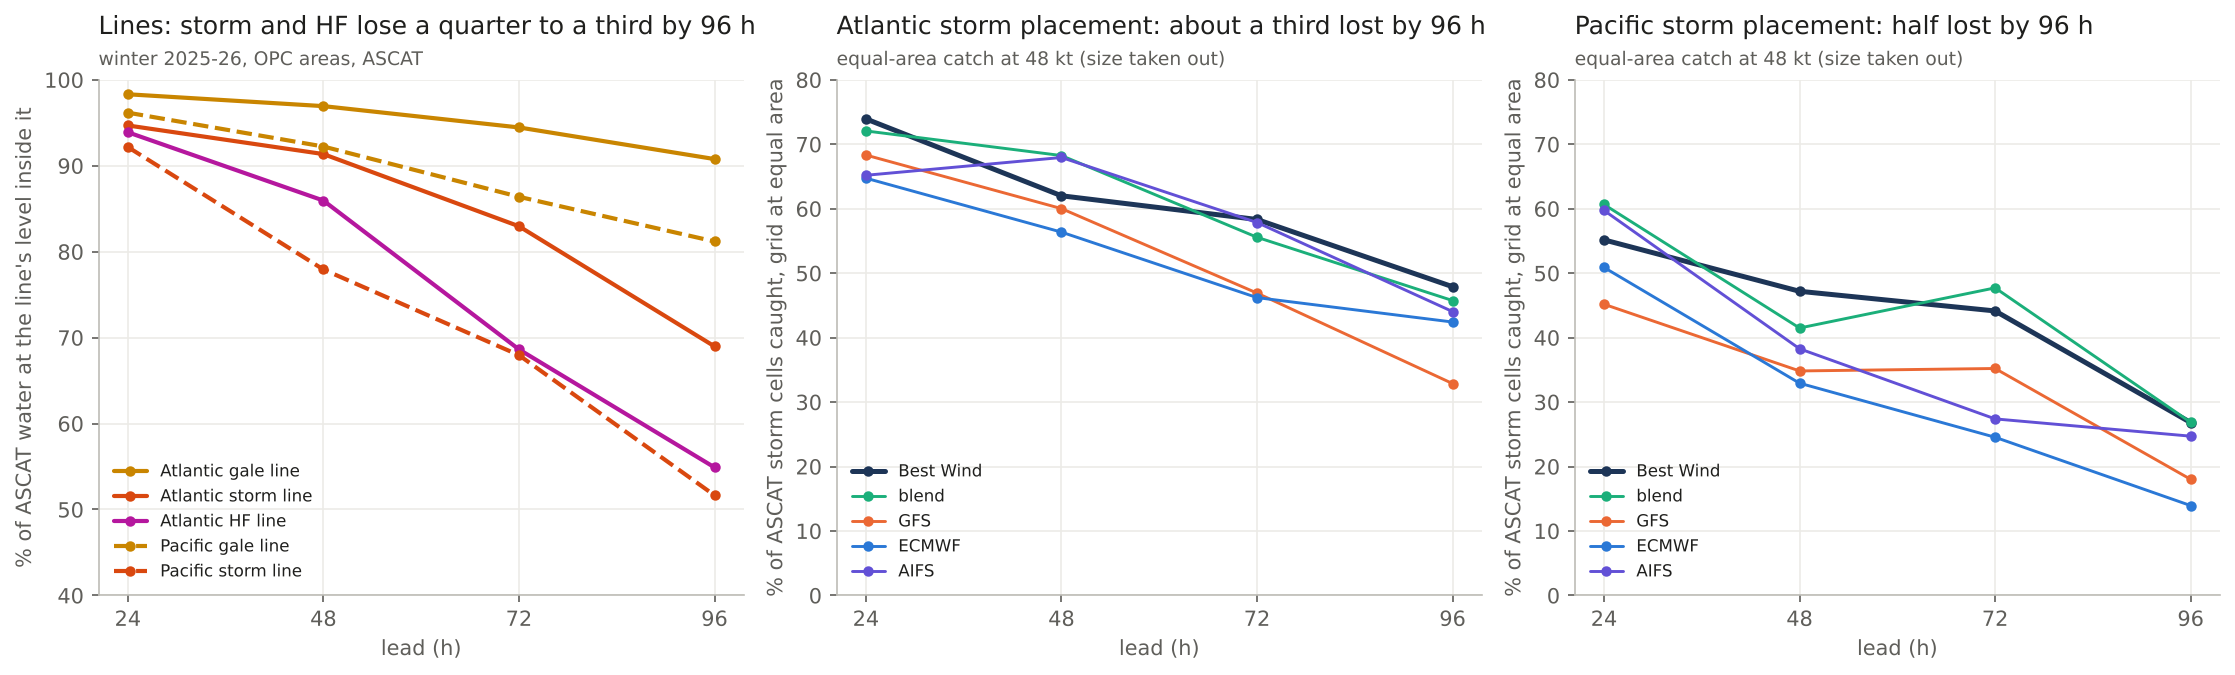 Lines: storm and HF lose a quarter to a third by 96 h
winter 2025-26, OPC areas, ASCAT
% of ASCAT water at the line's level inside it
100
90
80
70
60
50
40
Atlantic gale line
Atlantic storm line
Atlantic HF line
Pacific gale line
Pacific storm line
24 48 72 96
lead (h)
Atlantic storm placement: about a third lost by 96 h
equal-area catch at 48 kt (size taken out)
% of ASCAT storm cells caught, grid at equal area
80
70
60
50
40
30
20
10
0
Best Wind
blend
GFS
ECMWF
AIFS
24 48 72 96
lead (h)
Pacific storm placement: half lost by 96 h
equal-area catch at 48 kt (size taken out)
% of ASCAT storm cells caught, grid at equal area
80
70
60
50
40
30
20
10
0
Best Wind
blend
GFS
ECMWF
AIFS
24 48 72 96
lead (h)